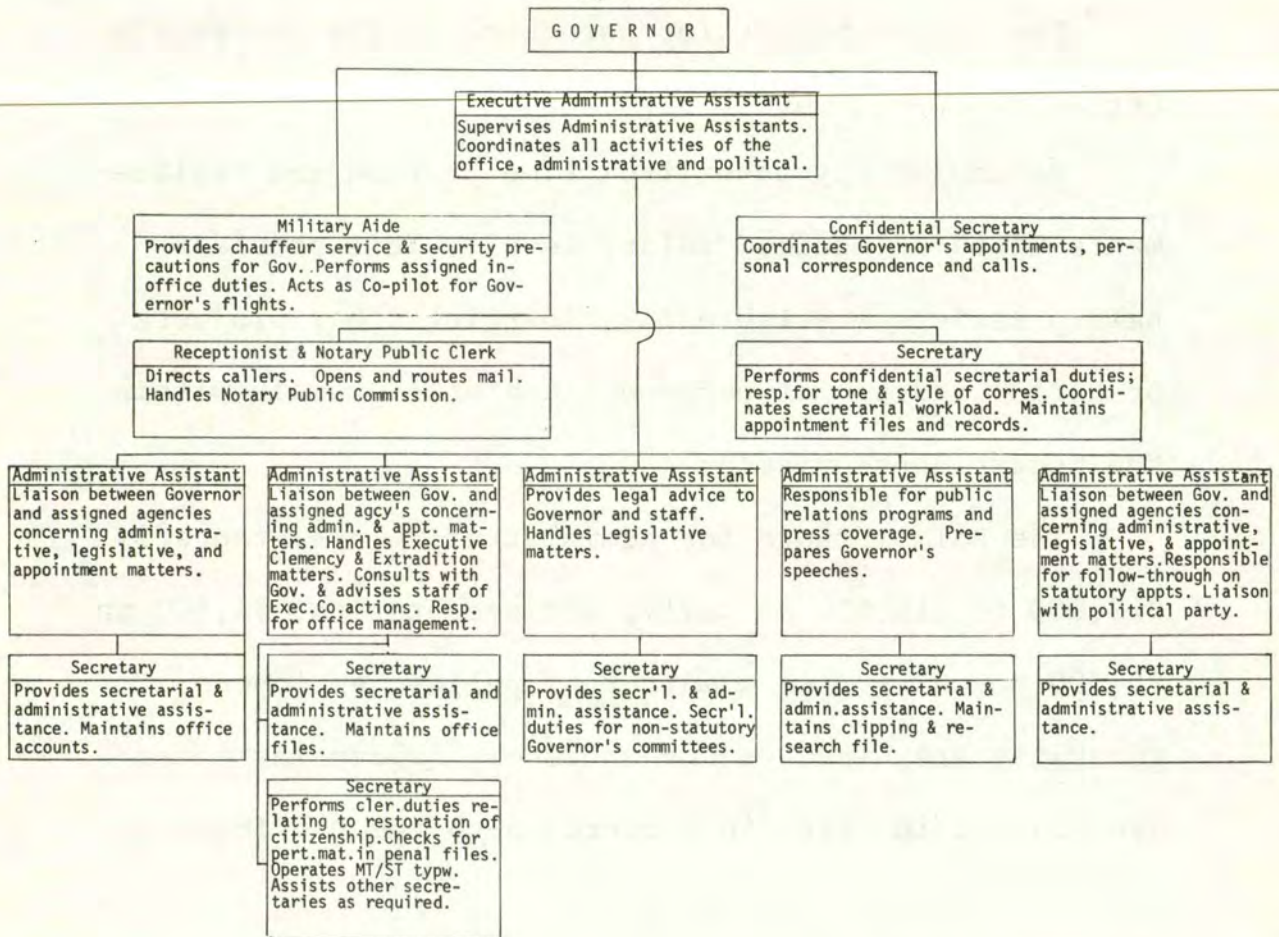 GOVERNOR
Executive Administrative Assistant
Supervises Administrative Assistants.
Coordinates all activities of the
office, administrative and political.
Military Aide
Provides chauffeur service & security pre-
cautions for Gov. Performs assigned in-
office duties. Acts as Co-pilot for Gov-
ernor's flights.
Confidential Secretary
Coordinates Governor's appointments, per-
sonal correspondence and calls.
Receptionist & Notary Public Clerk
Directs callers. Opens and routes mail.
Handles Notary Public Commission.
Secretary
Performs confidential secretarial duties;
resp.for tone & style of corres. Coordi-
nates secretarial workload. Maintains
appointment files and records.
Administrative Assistant
Liaison between Governor
and assigned agencies
concerning administra-
tive, legislative, and
appointment matters.
Administrative Assistant
Liaison between Gov. and
assigned agcy's concern-
ing admin. & appt. mat-
ters. Handles Executive
Clemency & Extradition
matters. Consults with
Gov. & advises staff of
Exec.Co.actions. Resp.
for office management.
Administrative Assistant
Provides legal advice to
Governor and staff.
Handles Legislative
matters.
Administrative Assistant
Responsible for public
relations programs and
press coverage. Pre-
pares Governor's
speeches.
Administrative Assistant
Liaison between Gov. and
assigned agencies con-
cerning administrative,
legislative, & appoint-
ment matters.Responsible
for follow-through on
statutory appts. Liaison
with political party.
Secretary
Provides secretarial &
administrative assis-
tance. Maintains office
accounts.
Secretary
Provides secretarial and
administrative assis-
tance. Maintains office
files.
Secretary
Provides secr'l. & ad-
min. assistance. Secr'l.
duties for non-statutory
Governor's committees.
Secretary
Provides secretarial &
admin.assistance. Main-
tains clipping & re-
search file.
Secretary
Provides secretarial &
administrative assis-
tance.
Secretary
Performs cler.duties re-
lating to restoration of
citizenship.Checks for
pert.mat.in penal files.
Operates MT/ST typw.
Assists other secre-
taries as required.